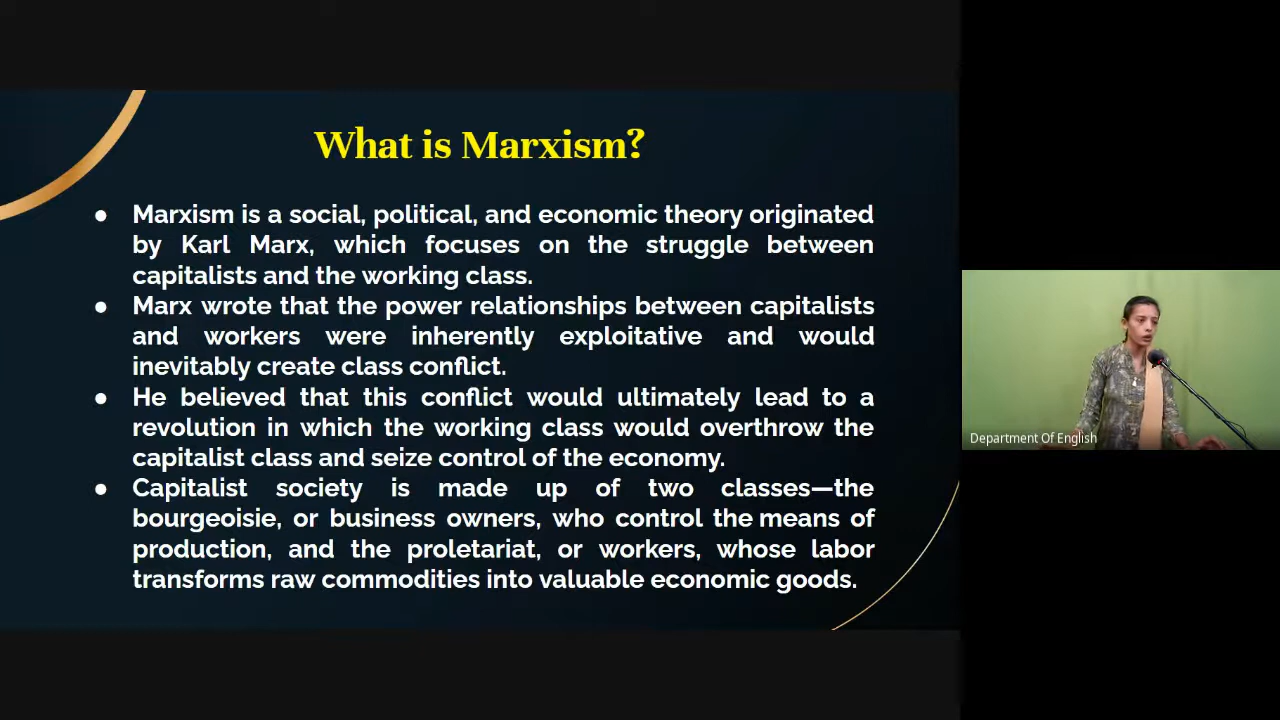 What is Marxism?
● Marxism is a social, political, and economic theory originated
by Karl Marx, which focuses on the struggle between
capitalists and the working class.
● Marx wrote that the power relationships between capitalists
and workers were inherently exploitative and would
inevitably create class conflict.
● He believed that this conflict would ultimately lead to a
revolution in which the working class would overthrow the
capitalist class and seize control of the economy.
● Capitalist society is made up of two classes—the
bourgeoisie, or business owners, who control the means of
production, and the proletariat, or workers, whose labor
transforms raw commodities into valuable economic goods.
Department Of English